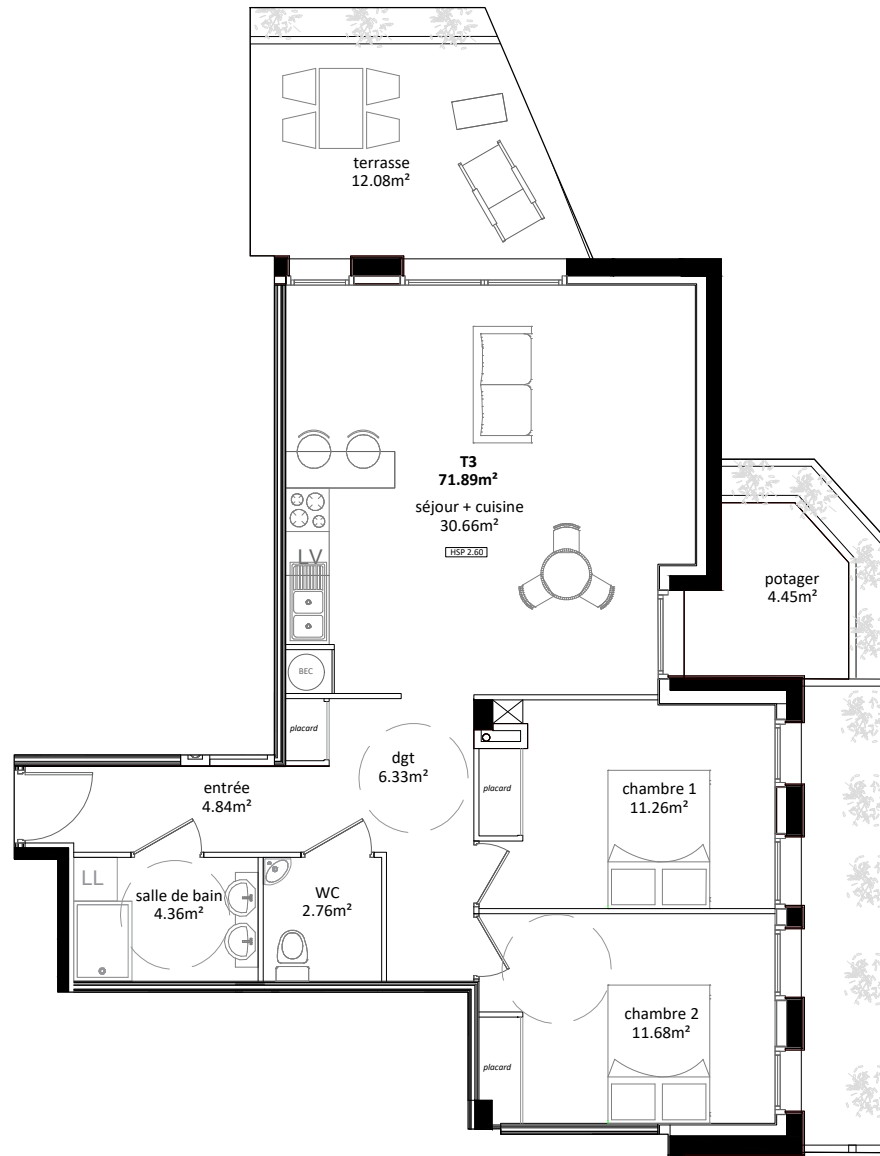 terrasse
12.08m²
T3
71.89m²
séjour + cuisine
30.66m²
HSP 2.60
LV
potager
4.45m²
BEC
placard
dgt
6.33m²
entrée
4.84m²
placard
chambre 1
11.26m²
LL
salle de bain
4.36m²
WC
2.76m²
chambre 2
11.68m²
placard